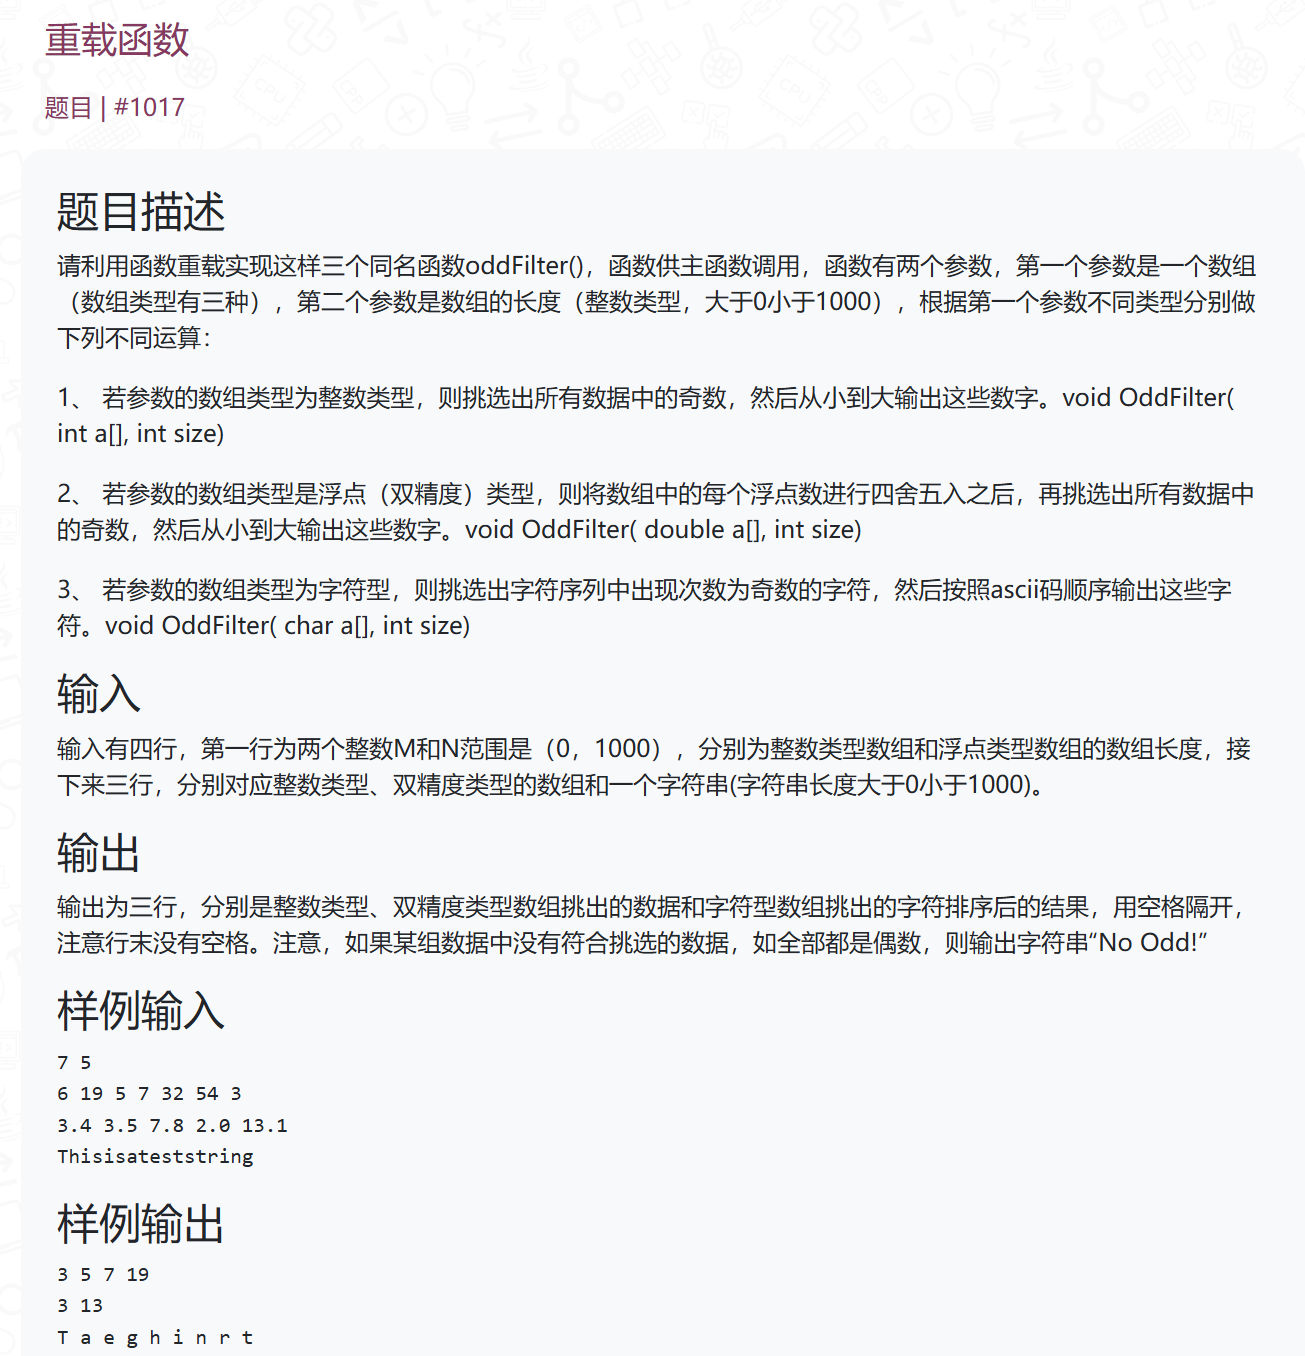 重载函数
题目 | #1017
题目描述
请利用函数重载实现这样三个同名函数oddFilter()，函数供主函数调用，函数有两个参数，第一个参数是一个数组
（数组类型有三种），第二个参数是数组的长度（整数类型，大于0小于1000），根据第一个参数不同类型分别做
下列不同运算：
1、 若参数的数组类型为整数类型，则挑选出所有数据中的奇数，然后从小到大输出这些数字。void OddFilter(
int a[], int size)
2、 若参数的数组类型是浮点（双精度）类型，则将数组中的每个浮点数进行四舍五入之后，再挑选出所有数据中
的奇数，然后从小到大输出这些数字。void OddFilter( double a[], int size)
3、 若参数的数组类型为字符型，则挑选出字符序列中出现次数为奇数的字符，然后按照ascii码顺序输出这些字
符。void OddFilter( char a[], int size)
输入
输入有四行，第一行为两个整数M和N范围是（0，1000），分别为整数类型数组和浮点类型数组的数组长度，接
下来三行，分别对应整数类型、双精度类型的数组和一个字符串(字符串长度大于0小于1000)。
输出
输出为三行，分别是整数类型、双精度类型数组挑出的数据和字符型数组挑出的字符排序后的结果，用空格隔开，
注意行末没有空格。注意，如果某组数据中没有符合挑选的数据，如全部都是偶数，则输出字符串“No Odd!”
样例输入
7 5
6 19 5 7 32 54 3
3.4 3.5 7.8 2.0 13.1
Thisisateststring
样例输出
3 5 7 19
3 13
T a e g h i n r t